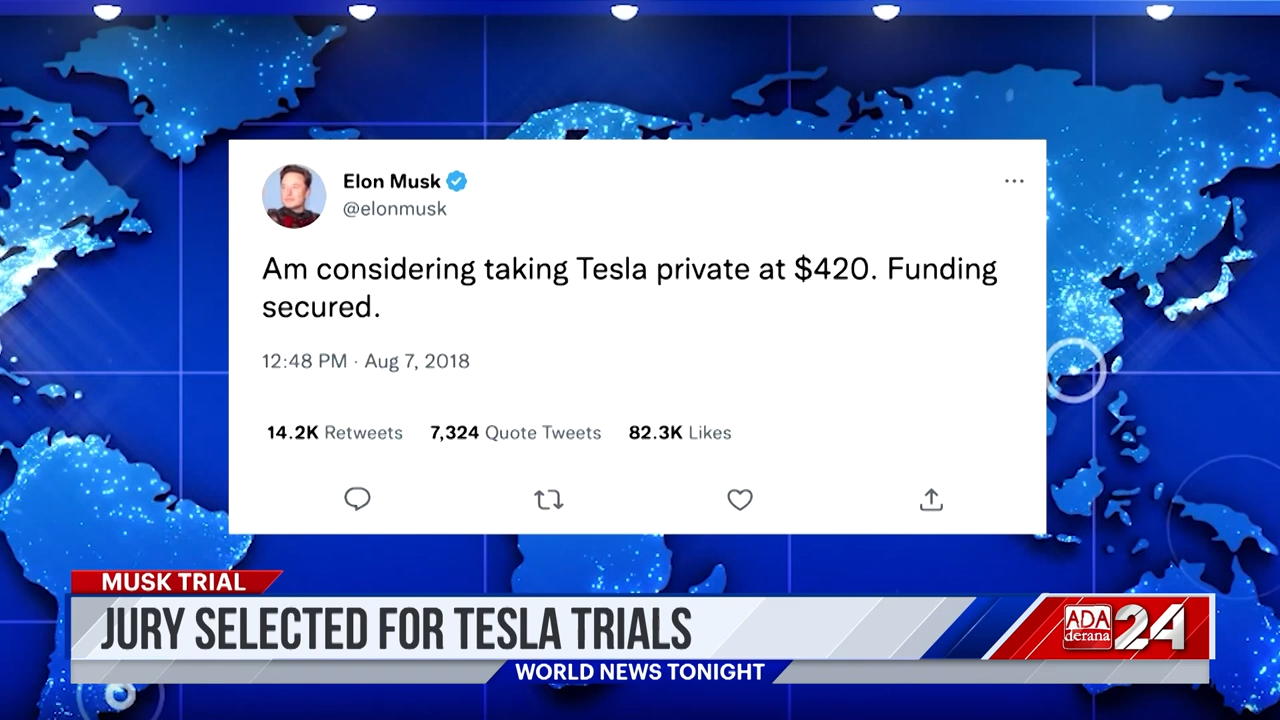 Elon Musk
@elonmusk
Am considering taking Tesla private at $420. Funding
secured.
12:48 PM · Aug 7, 2018
14.2K Retweets 7,324 Quote Tweets 82.3K Likes
MUSK TRIAL
JURY SELECTED FOR TESLA TRIALS
ADA
derana
24
WORLD NEWS TONIGHT